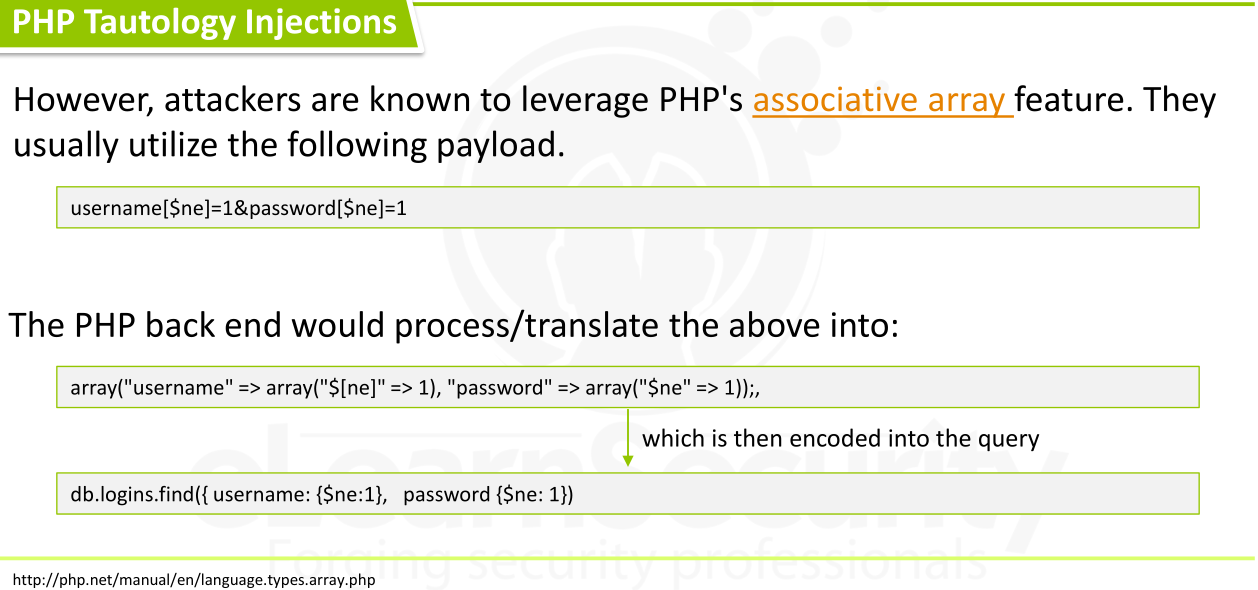 PHP Tautology Injections
However, attackers are known to leverage PHP's associative array feature. They
usually utilize the following payload.
username[$ne]=1&password[$ne]=1
The PHP back end would process/translate the above into:
array("username" => array("$[ne]" => 1), "password" => array("$ne" => 1));,
which is then encoded into the query
db.logins.find({ username: {$ne:1}, password {$ne: 1})
eLearnSecurity
Forging security professionals
http://php.net/manual/en/language.types.array.php